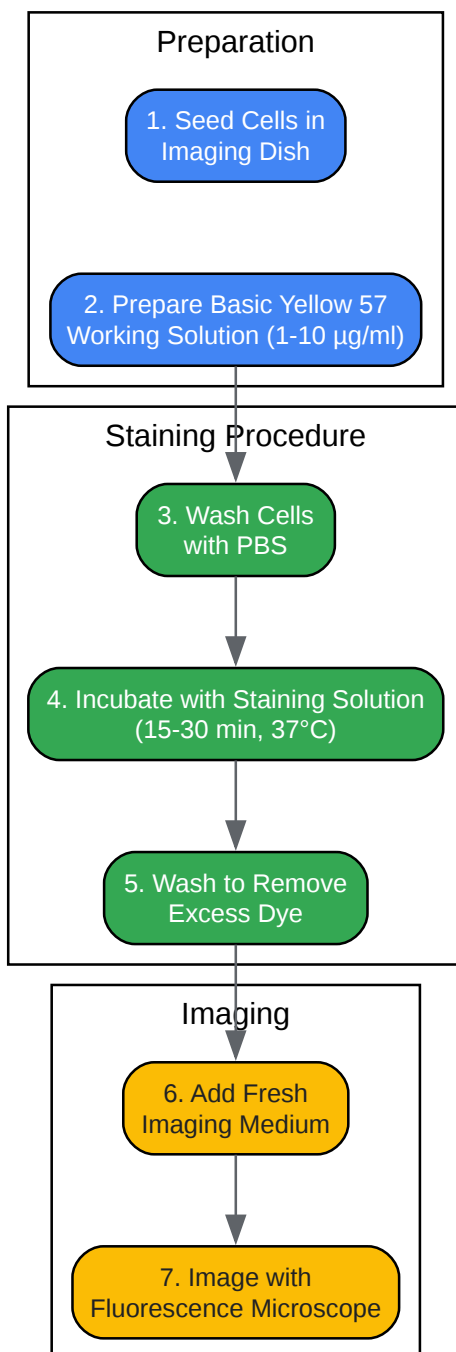 Preparation
1. Seed Cells in
Imaging Dish
2. Prepare Basic Yellow 57
Working Solution (1-10 µg/ml)
Staining Procedure
3. Wash Cells
with PBS
4. Incubate with Staining Solution
(15-30 min, 37°C)
5. Wash to Remove
Excess Dye
Imaging
6. Add Fresh
Imaging Medium
7. Image with
Fluorescence Microscope